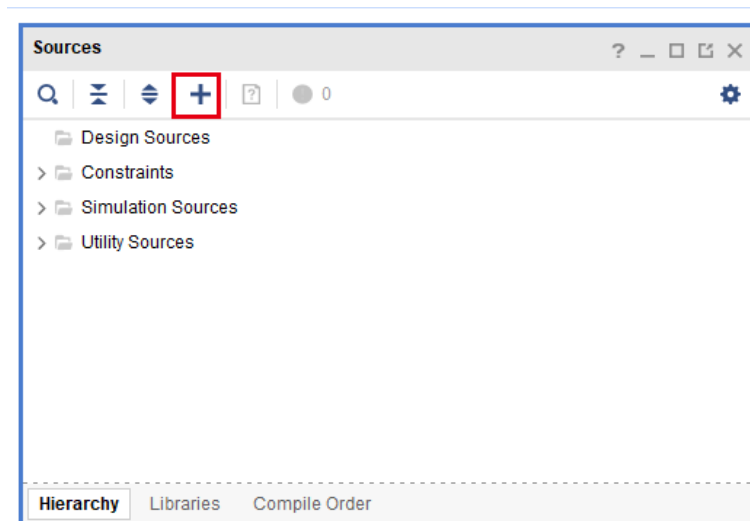 Sources
? 0
Design Sources
Constraints
Simulation Sources
Utility Sources
Hierarchy Libraries Compile Order